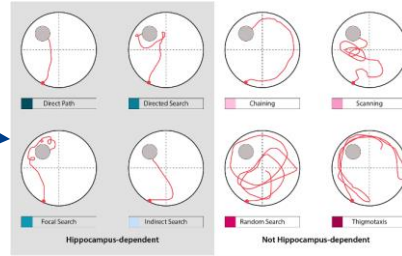 Direct Path
Directed Search
Chaining
Scanning
Focal Search
Indirect Search
Random Search
Thigmotaxis
Hippocampus-dependent
Not Hippocampus-dependent